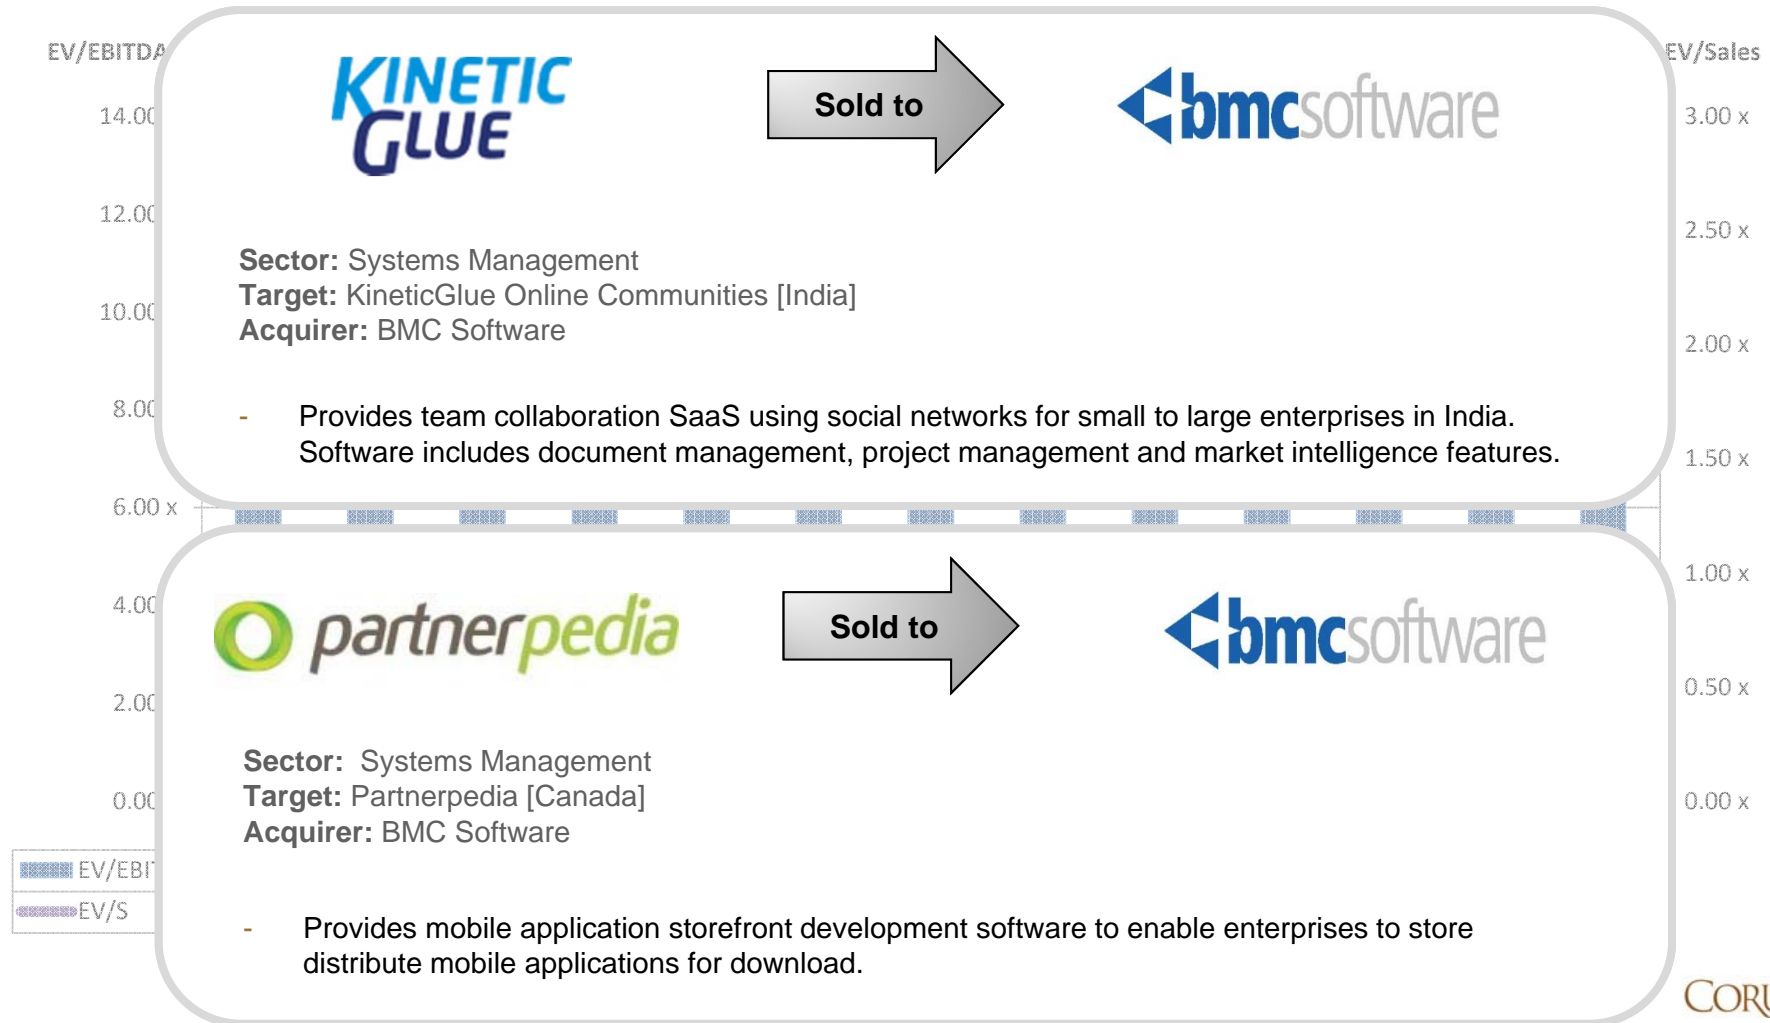 EV/EBITDA
EV/Sales
KINETIC
GLUE
Sold to
bmcsoftware
14.00
3.00 x
12.00
2.50 x
Sector: Systems Management
Target: KineticGlue Online Communities [India]
10.00
Acquirer: BMC Software
2.00 x
8.00
- Provides team collaboration SaaS using social networks for small to large enterprises in India.
Software includes document management, project management and market intelligence features.
1.50 x
6.00 x
1.00 x
4.00
partnerpedia
Sold to
bmcsoftware
2.00
0.50 x
Sector: Systems Management
Target: Partnerpedia [Canada]
0.00
0.00 x
Acquirer: BMC Software
EV/EBIT
EV/S
- Provides mobile application storefront development software to enable enterprises to store
distribute mobile applications for download.